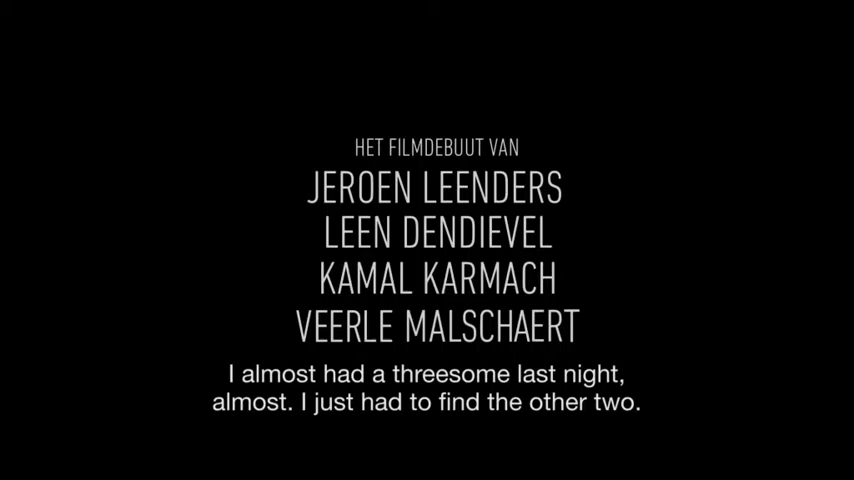 HET FILMDEBUUT VAN
JEROEN LEENDERS
LEEN DENDIEVEL
KAMAL KARMACH
VEERLE MALSCHAERT
I almost had a threesome last night,
almost. I just had to find the other two.